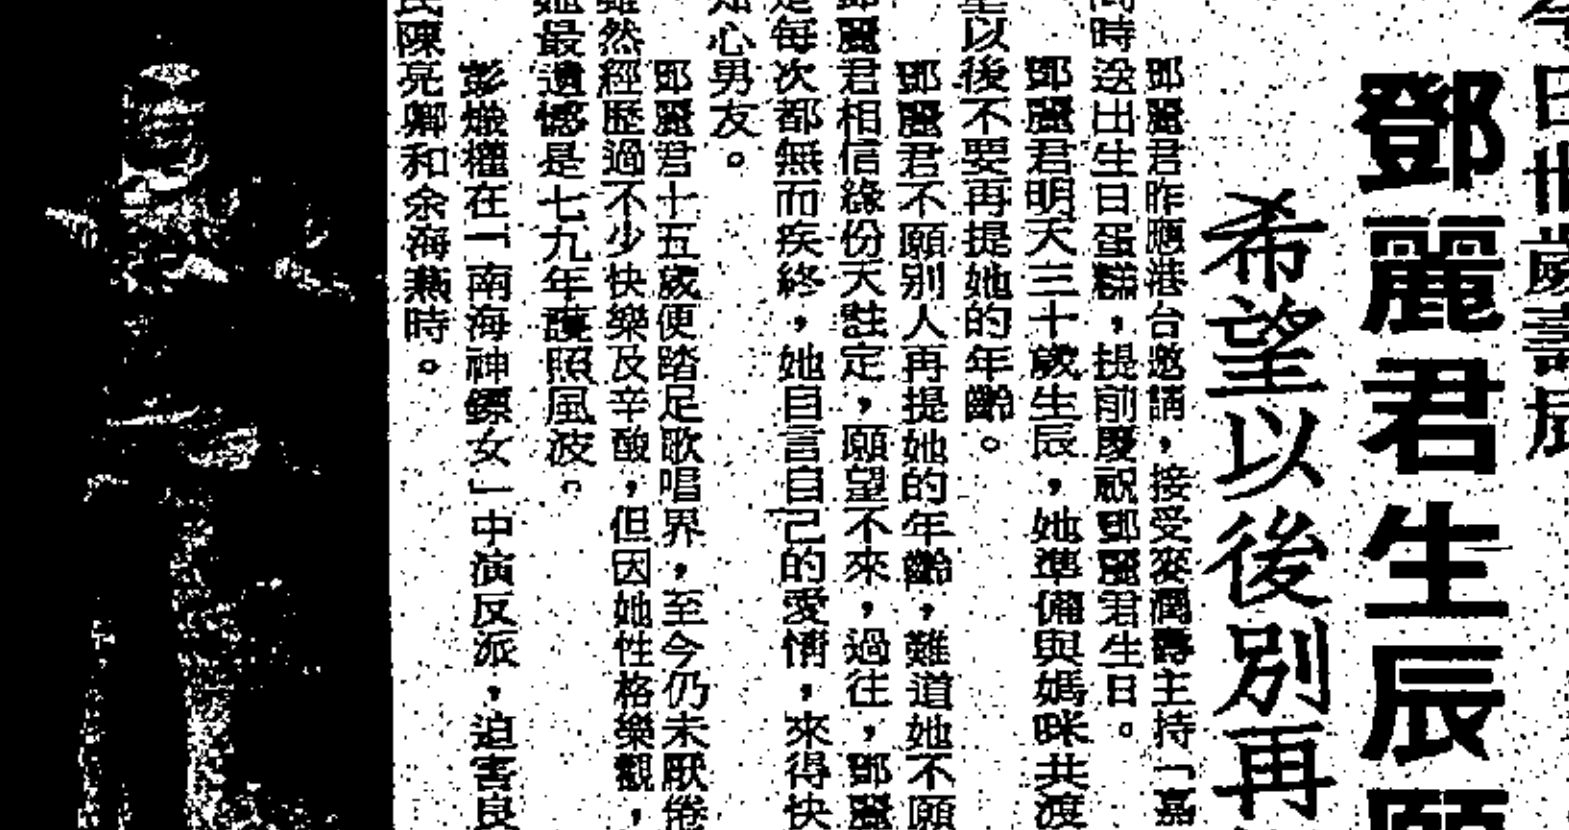 今日卅歲壽辰
鄧麗君生辰願
希望以後別再
鄧麗君昨應港台邀請，接受麥潤壽主持「嘉
時送出生日蛋糕，提前慶祝鄧麗君生日。
鄧麗君明天三十歲生辰，她準備與媽咪共渡
以後不要再提她的年齡。
鄧麗君不願別人再提她的年齡，難道她不願
鄧麗君相信緣份天註定，願望不來，過往，鄧麗
是每次都無而疾終，她自言自己的愛情，來得快
知心男友。
鄧麗君十五歲便踏足歌唱界，至今仍未厭倦
雖然經歷過不少快樂及辛酸，但因她性格樂觀，
她最遺憾是七九年護照風波。
彭熾權在「南海神鏢女」中演反派，迫害良
民陳亮卿和余海燕時。